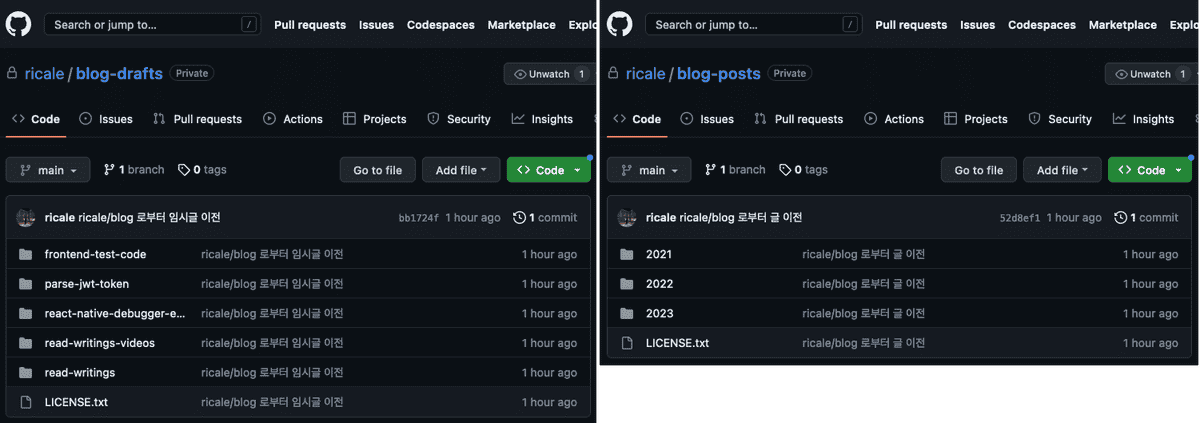 Search or jump to... /
Pull requests Issues Codespaces Marketplace Explo
ricale / blog-drafts Private
Unwatch 1
Code Issues Pull requests Actions Projects Security Insights
main 1 branch 0 tags Go to file Add file Code
ricale ricale/blog 로부터 임시글 이전 bb1724f 1 hour ago 1 commit
frontend-test-code ricale/blog 로부터 임시글 이전 1 hour ago
parse-jwt-token ricale/blog 로부터 임시글 이전 1 hour ago
react-native-debugger-e... ricale/blog 로부터 임시글 이전 1 hour ago
read-writings-videos ricale/blog 로부터 임시글 이전 1 hour ago
read-writings ricale/blog 로부터 임시글 이전 1 hour ago
LICENSE.txt ricale/blog 로부터 임시글 이전 1 hour ago
Search or jump to... /
Pull requests Issues Codespaces Marketplace Explo
ricale / blog-posts Private
Unwatch 1
Code Issues Pull requests Actions Projects Security Insights
main 1 branch 0 tags Go to file Add file Code
ricale ricale/blog 로부터 글 이전 52d8ef1 1 hour ago 1 commit
2021 ricale/blog 로부터 글 이전 1 hour ago
2022 ricale/blog 로부터 글 이전 1 hour ago
2023 ricale/blog 로부터 글 이전 1 hour ago
LICENSE.txt ricale/blog 로부터 글 이전 1 hour ago